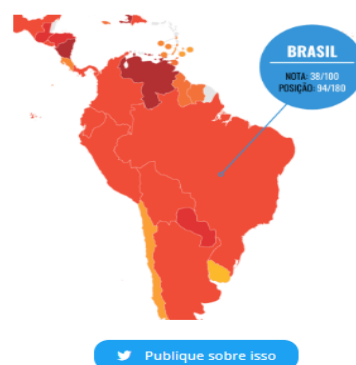 BRASIL
NOTA: 38/100
POSIÇÃO: 94/180
Publique sobre isso